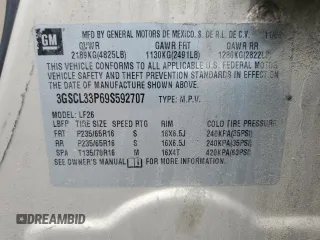 GM
MFD BY GENERAL MOTORS DE MEXICO, S. DE R.L. DE C.V.
GVWR GAWR FRT GAWR RR
2189KG(4825LB) 1130KG(2491LB) 1280KG(2822LB)
THIS VEHICLE CONFORMS TO ALL APPLICABLE U.S. FEDERAL
MOTOR VEHICLE SAFETY, BUMPER, AND THEFT PREVENTION
STANDARDS IN EFFECT ON THE DATE OF MANUFACTURE
SHOWN ABOVE.
3GSCL33P69S592707 TYPE: M.P.V.
MODEL: LF26
LBFP TIRE SIZE SPEED RTG RIM COLD TIRE PRESSURE
FRT P235/65R16 S 16X6.5J 240KPA(35PSI)
RR P235/65R16 S 16X6.5J 240KPA(35PSI)
SPA T135/70R16 M 16X4T 420KPA(60PSI)
SEE OWNER'S MANUAL FOR MORE INFORMATION.